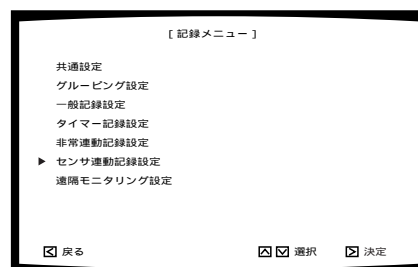 [ 記録メニュー ]
共通設定
グルーピング設定
一般記録設定
タイマー記録設定
非常連動記録設定
▶ センサ連動記録設定
遠隔モニタリング設定
戻る 選択 決定